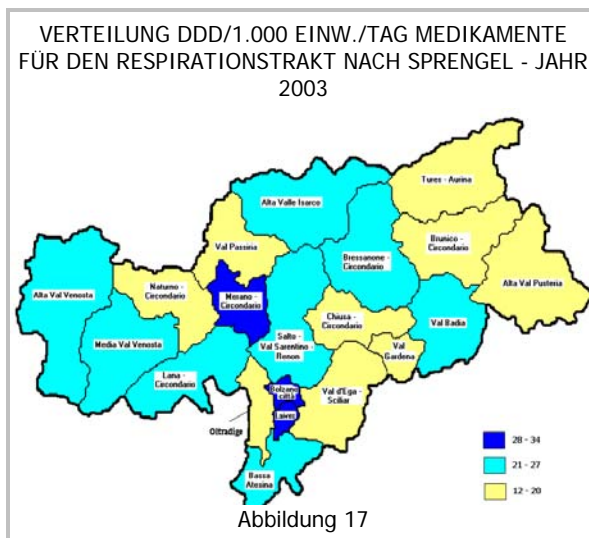 VERTEILUNG DDD/1.000 EINW./TAG MEDIKAMENTE
FÜR DEN RESPIRATIONSTRAKT NACH SPRENGEL - JAHR
2003
Tures - Aurina
Alta Valle Isarco
Val Passiria
Brunico -
Circondario
Bressanone -
Circondario
Alta Val Pusteria
Naturno -
Circondario
Merano -
Circondario
Alta Val Venosta
Chiusa -
Circondario
Val Badia
Media Val Venosta
Salto -
Val Sarentino -
Renon
Val
Gardena
Lana -
Circondario
Bolzano
città
Val d'Ega -
Sciliar
Laives
Oltradige
Bassa
Atesina
28 - 34
21 - 27
12 - 20
Abbildung 17